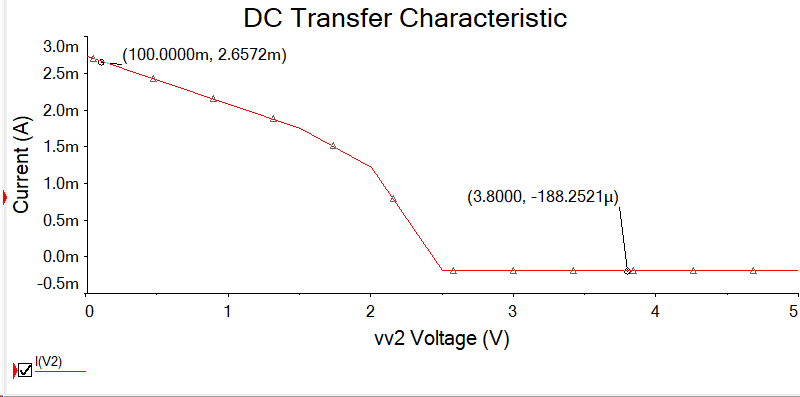 DC Transfer Characteristic
3.0m
(100.0000m, 2.6572m)
2.5m
2.0m
1.5m
1.0m
(3.8000, -188.2521µ)
0.5m
0.0m
-0.5m
Current (A)
0 1 2 3 4 5
vv2 Voltage (V)
I(V2)